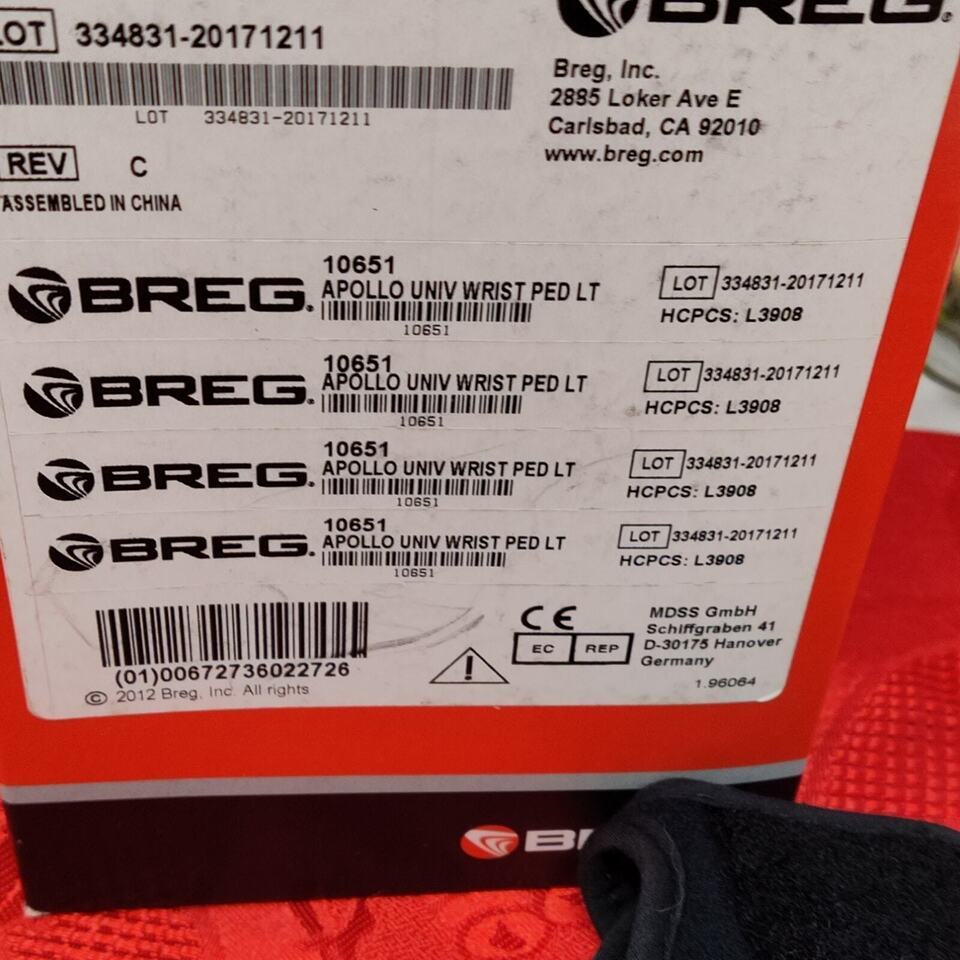 LOT 334831-20171211
LOT 334831-20171211
REV C
ASSEMBLED IN CHINA
BREG.
Breg, Inc.
2885 Loker Ave E
Carlsbad, CA 92010
www.breg.com
BREG. 10651
APOLLO UNIV WRIST PED LT
10651
LOT 334831-20171211
HCPCS: L3908
BREG. 10651
APOLLO UNIV WRIST PED LT
10651
LOT 334831-20171211
HCPCS: L3908
BREG. 10651
APOLLO UNIV WRIST PED LT
10651
LOT 334831-20171211
HCPCS: L3908
BREG. 10651
APOLLO UNIV WRIST PED LT
10651
LOT 334831-20171211
HCPCS: L3908
(01)00672736022726
© 2012 Breg, Inc. All rights
!
CE
EC REP
MDSS GmbH
Schiffgraben 41
D-30175 Hanover
Germany
1.96064